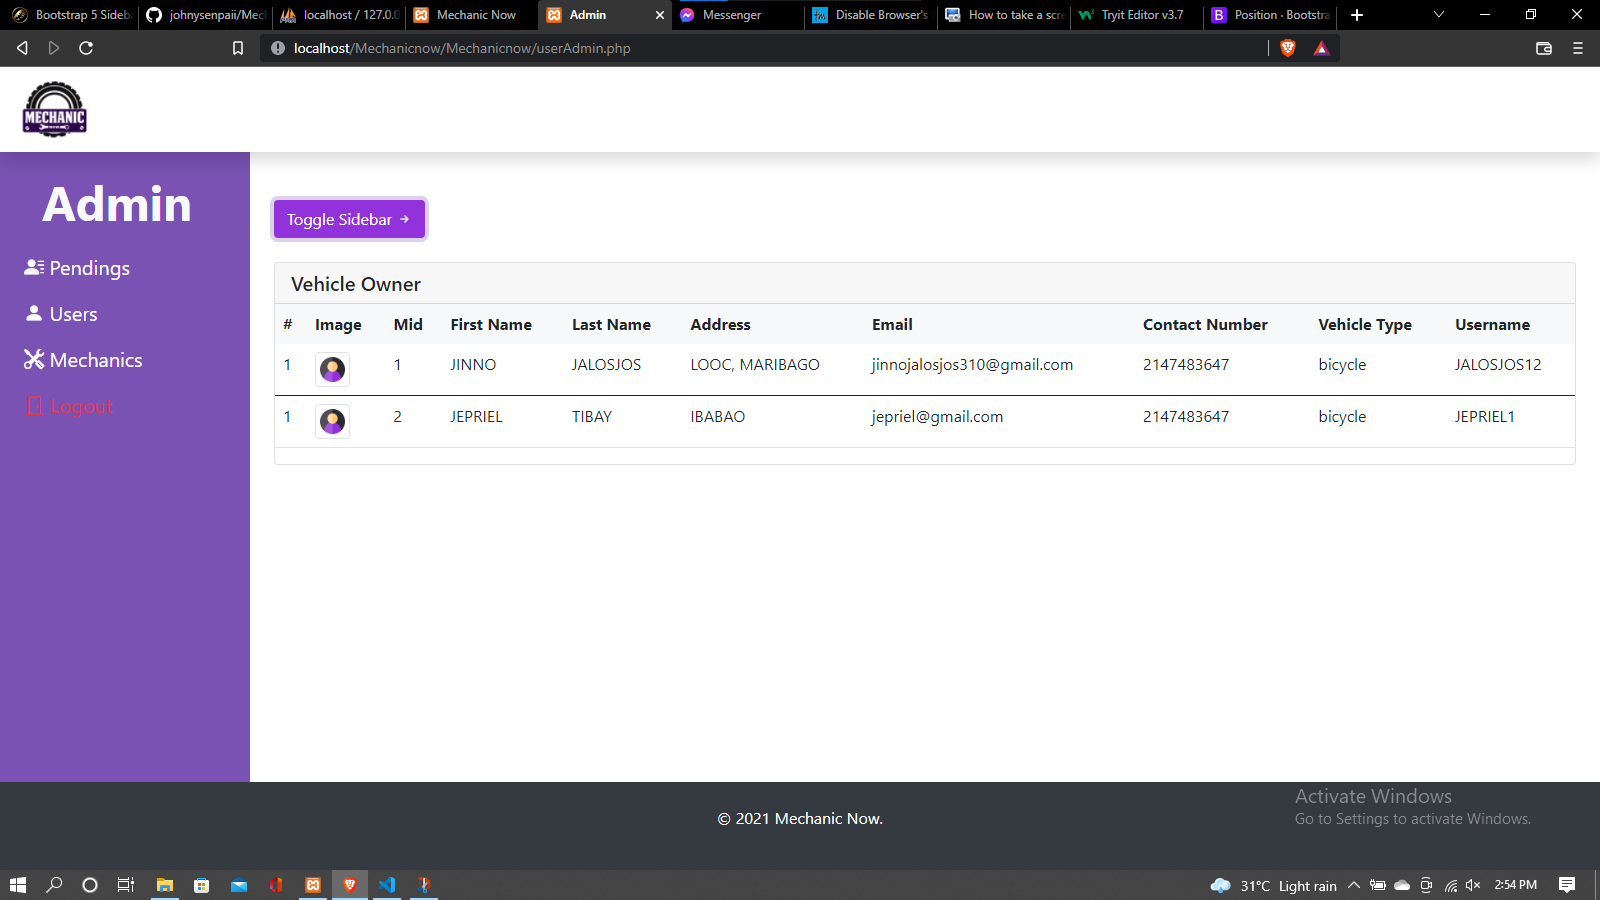 Bootstrap 5 Sideb
johnysenpaii/Mech
localhost / 127.0.0
Mechanic Now
Admin
Messenger
Disable Browser's
How to take a scre
Tryit Editor v3.7
Position · Bootstra
localhost/Mechanicnow/Mechanicnow/userAdmin.php
MECHANIC
Admin
Toggle Sidebar
Pendings
Users
Mechanics
Logout
Vehicle Owner
# Image Mid First Name Last Name Address Email Contact Number Vehicle Type Username
1 1 JINNO JALOSJOS LOOC, MARIBAGO jinnojalosjos310@gmail.com 2147483647 bicycle JALOSJOS12
1 2 JEPRIEL TIBAY IBABAO jepriel@gmail.com 2147483647 bicycle JEPRIEL1
Activate Windows
Go to Settings to activate Windows.
© 2021 Mechanic Now.
31°C Light rain 2:54 PM